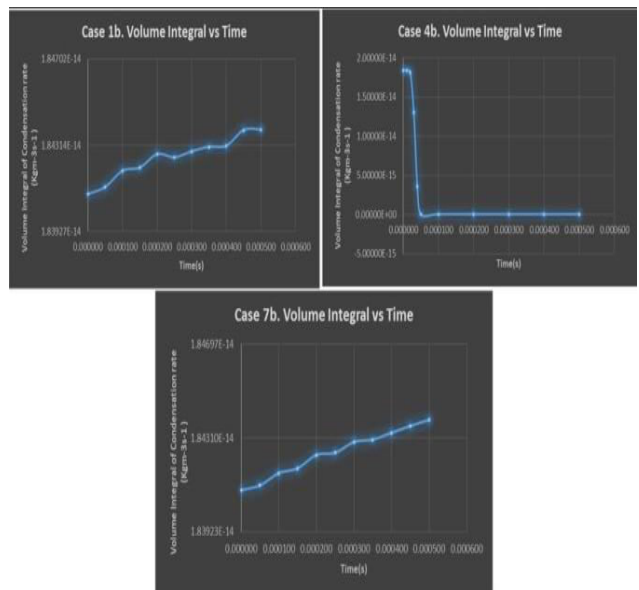 Case 1b. Volume Integral vs Time
Volume Integral of Condensation rate
(Kgm-3s-1)
1.84702E-14
1.84314E-14
1.83927E-14
0.000000 0.000100 0.000200 0.000300 0.000400 0.000500 0.000600
Time(s)
Case 4b. Volume Integral vs Time
Volume Integral of Condensation rate
(Kgm-3s-1)
2.00000E-14
1.50000E-14
1.00000E-14
5.00000E-15
0.00000E+00
-5.00000E-15
0.000000 0.000100 0.000200 0.000300 0.000400 0.000500 0.000600
Time(s)
Case 7b. Volume Integral vs Time
Volume Integral of Condensation rate
(Kgm-3s-1)
1.84697E-14
1.84310E-14
1.83923E-14
0.000000 0.000100 0.000200 0.000300 0.000400 0.000500 0.000600
Time(s)